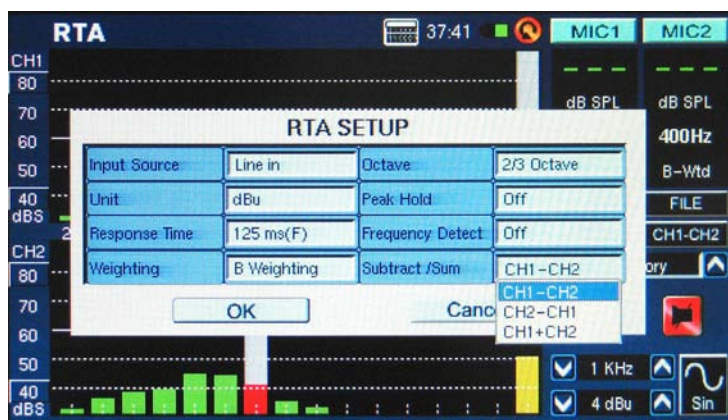 RTA
37:41
MIC1
MIC2
CH1
80
70
60
50
40
dBS
dB SPL
dB SPL
400Hz
B-Wtd
FILE
CH1-CH2
ory
RTA SETUP
Input Source
Line in
Octave
2/3 Octave
Unit
dBu
Peak Hold
Off
Response Time
125 ms(F)
Frequency Detect
Off
Weighting
B Weighting
Subtract /Sum
CH1-CH2
CH1-CH2
CH2-CH1
CH1+CH2
OK
Canc
2
CH2
80
70
60
50
40
dBS
1 KHz
4 dBu
Sin